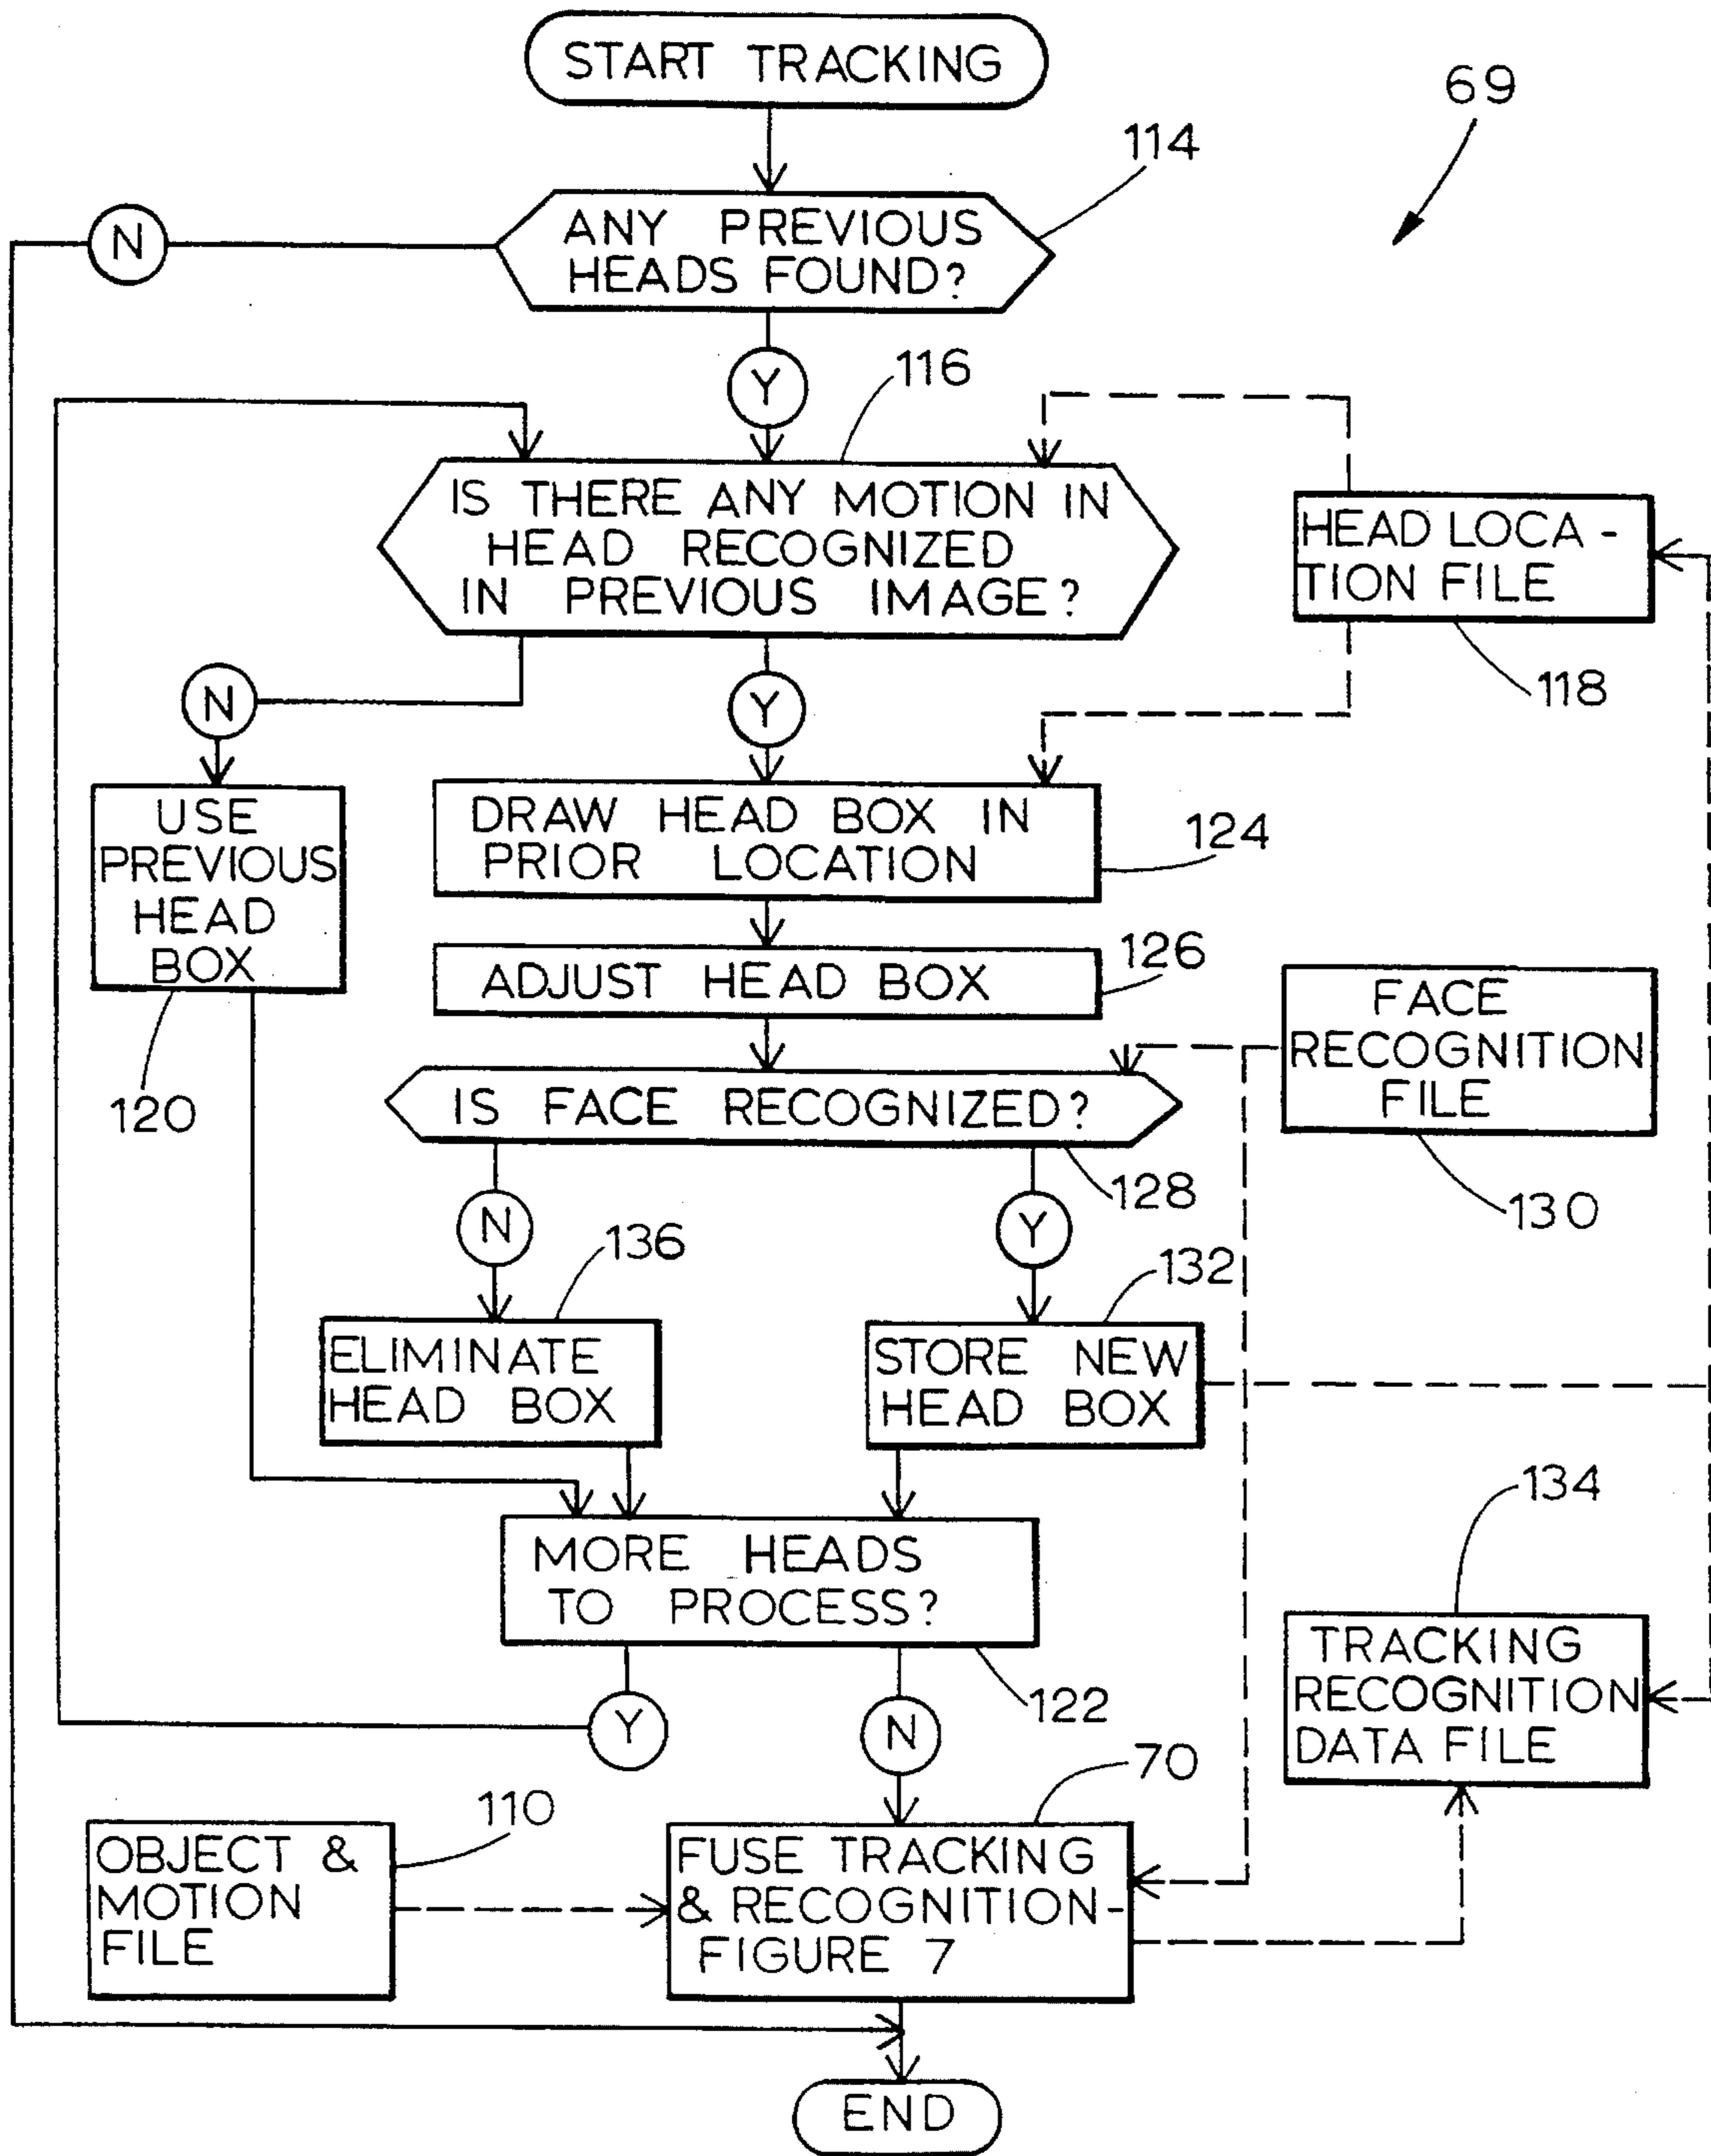 START TRACKING
69
114
N
ANY PREVIOUS
HEADS FOUND?
Y
116
IS THERE ANY MOTION IN
HEAD RECOGNIZED
IN PREVIOUS IMAGE?
HEAD LOCA-
TION FILE
118
N
Y
USE
PREVIOUS
HEAD
BOX
120
DRAW HEAD BOX IN
PRIOR LOCATION
124
ADJUST HEAD BOX
126
FACE
RECOGNITION
FILE
130
IS FACE RECOGNIZED?
128
N
Y
136
132
ELIMINATE
HEAD BOX
STORE NEW
HEAD BOX
MORE HEADS
TO PROCESS?
122
134
TRACKING
RECOGNITION
DATA FILE
Y
N
70
110
OBJECT &
MOTION
FILE
FUSE TRACKING
& RECOGNITION-
FIGURE 7
END